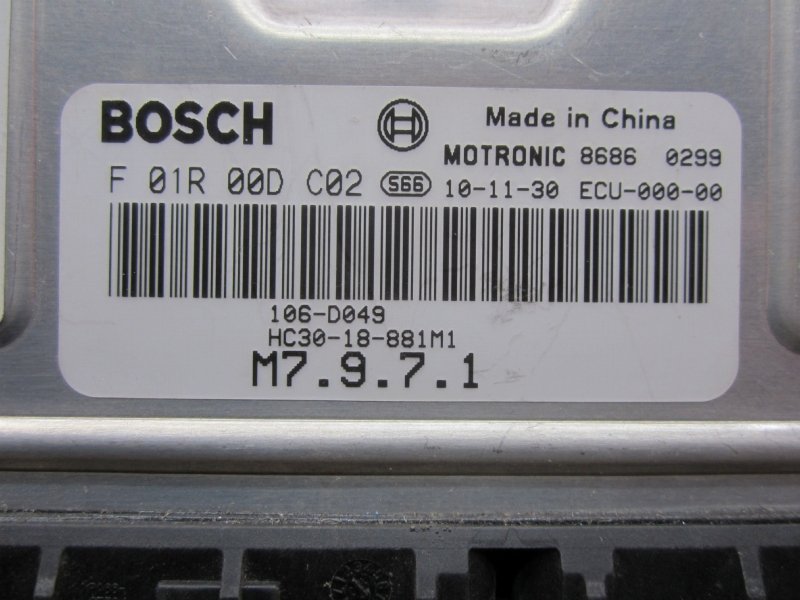 BOSCH
Made in China
MOTRONIC 8686 0299
F 01R 00D C02 S66 10-11-30 ECU-000-00
106-D049
HC30-18-881M1
M7.9.7.1